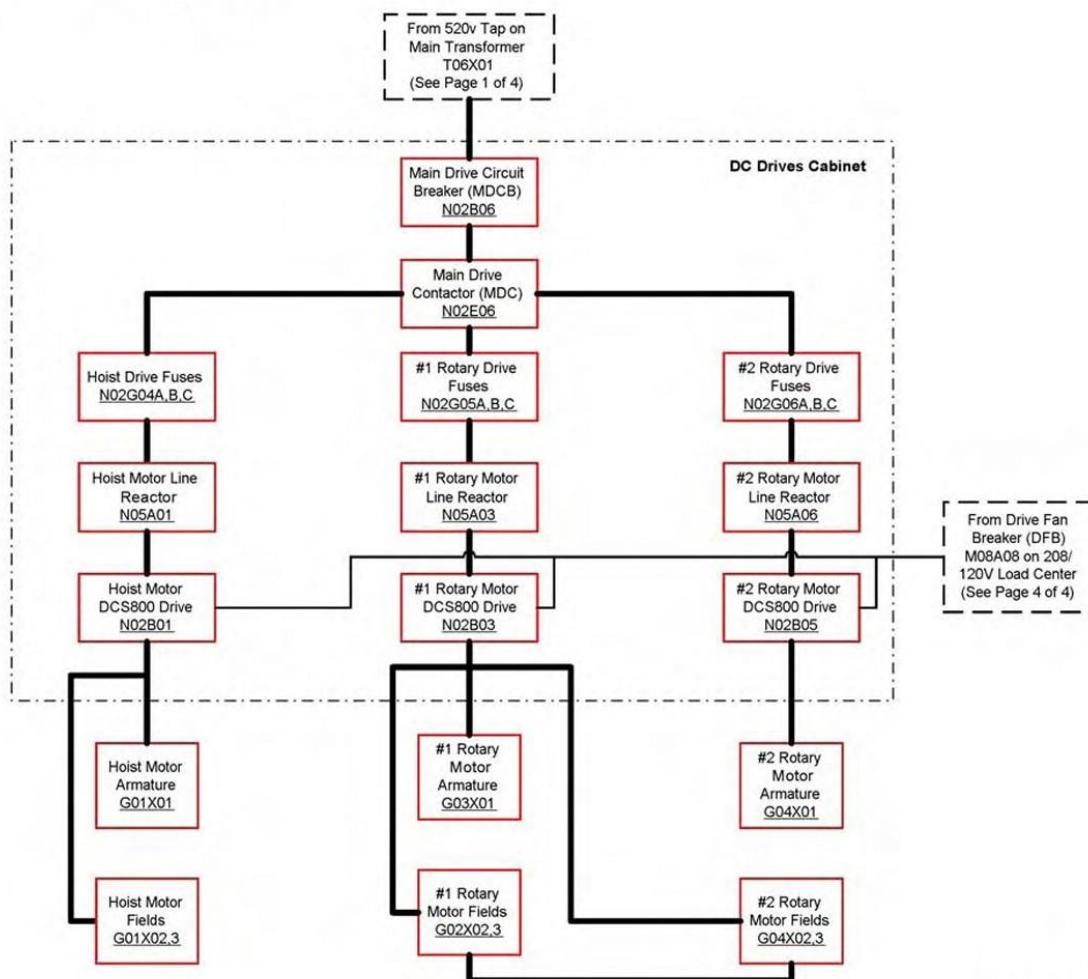 From 520v Tap on
Main Transformer
T06X01
(See Page 1 of 4)
DC Drives Cabinet
Main Drive Circuit
Breaker (MDCB)
N02B06
Main Drive
Contactor (MDC)
N02E06
Hoist Drive Fuses
N02G04A,B,C
#1 Rotary Drive
Fuses
N02G05A,B,C
#2 Rotary Drive
Fuses
N02G06A,B,C
Hoist Motor Line
Reactor
N05A01
#1 Rotary Motor
Line Reactor
N05A03
#2 Rotary Motor
Line Reactor
N05A06
From Drive Fan
Breaker (DFB)
M08A08 on 208/
120V Load Center
(See Page 4 of 4)
Hoist Motor
DCS800 Drive
N02B01
#1 Rotary Motor
DCS800 Drive
N02B03
#2 Rotary Motor
DCS800 Drive
N02B05
Hoist Motor
Armature
G01X01
#1 Rotary
Motor
Armature
G03X01
#2 Rotary
Motor
Armature
G04X01
Hoist Motor
Fields
G01X02,3
#1 Rotary
Motor Fields
G02X02,3
#2 Rotary
Motor Fields
G04X02,3